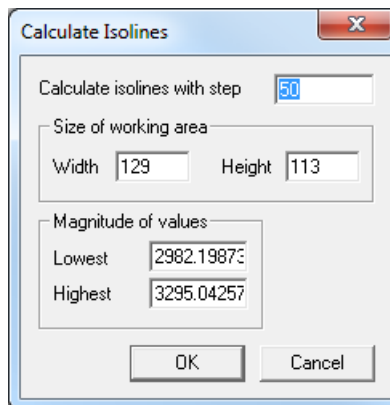 Calculate Isolines
Calculate isolines with step 50
Size of working area
Width 129 Height 113
Magnitude of values
Lowest 2982.19873
Highest 3295.04257
OK Cancel